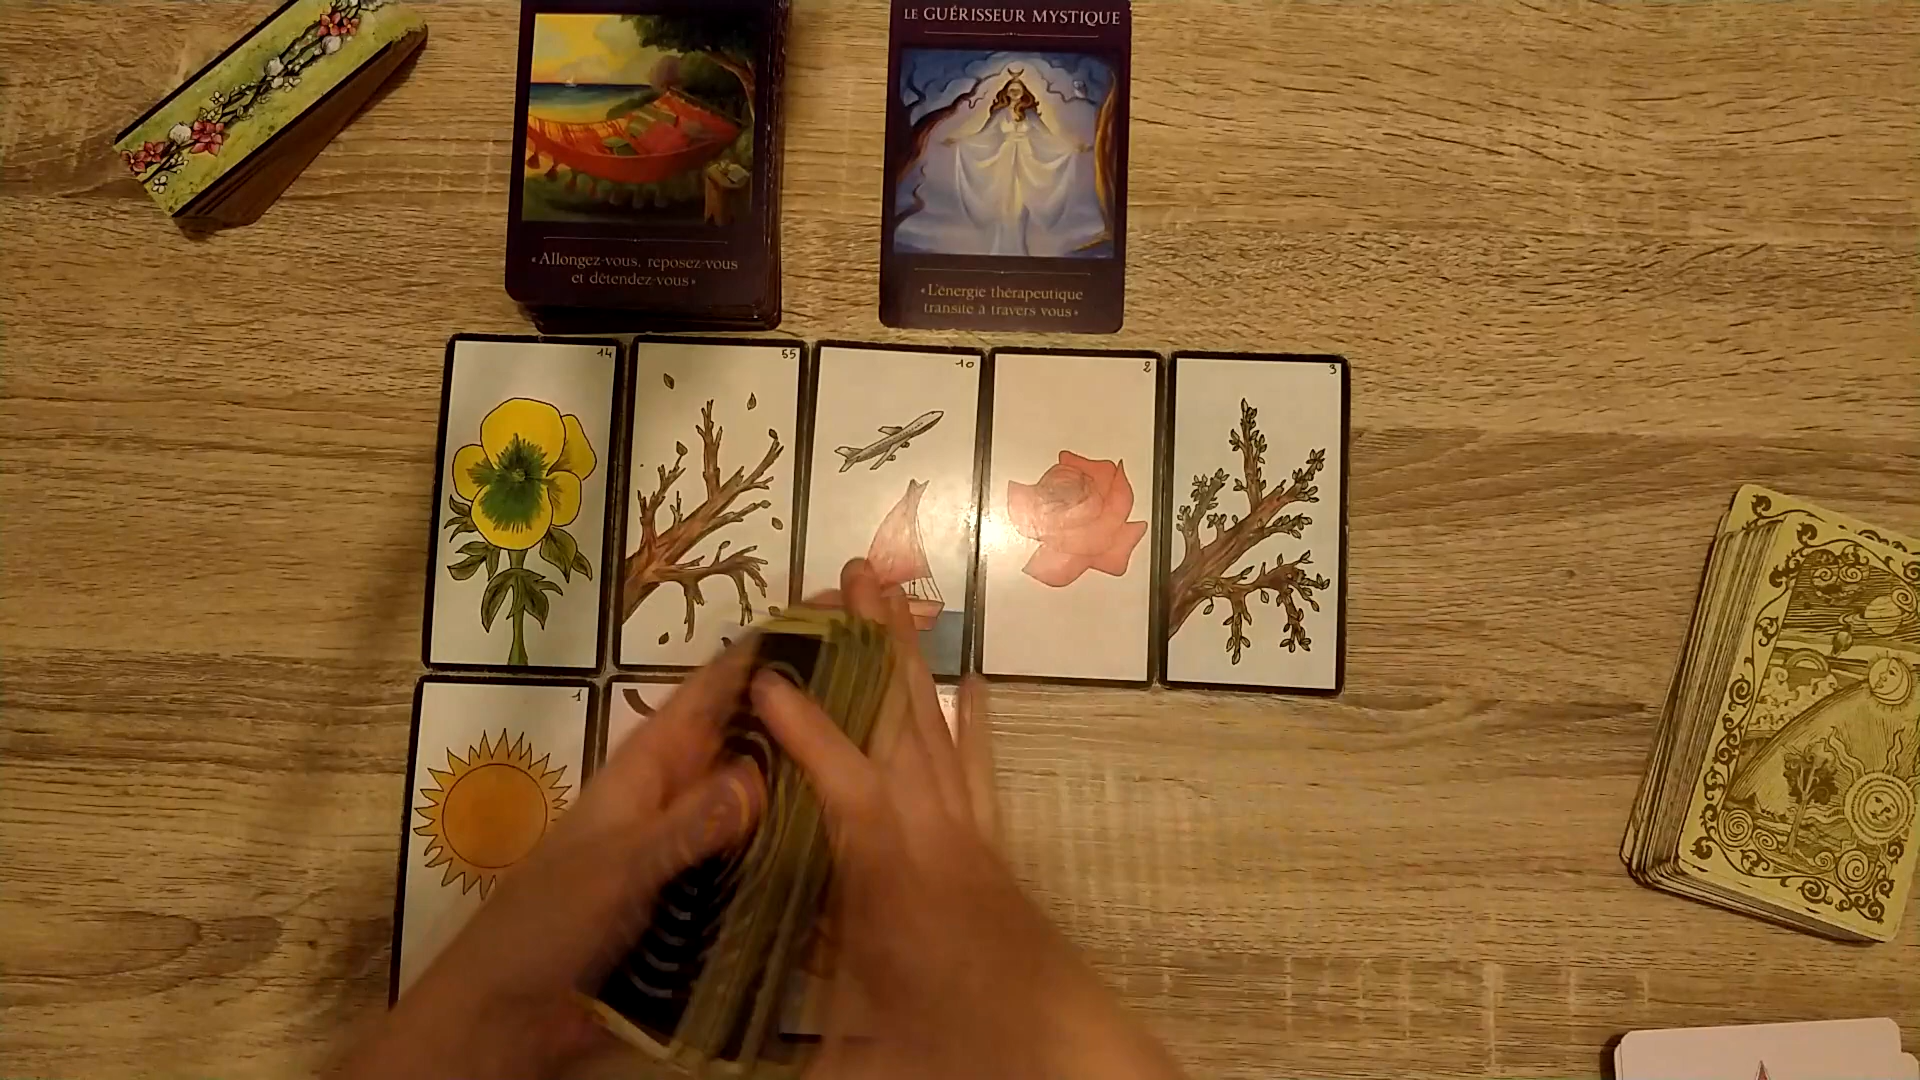 LE GUÉRISSEUR MYSTIQUE
«Allongez-vous, reposez-vous
et détendez-vous»
«L'énergie thérapeutique
transite à travers vous»
14
55
10
2
3
1